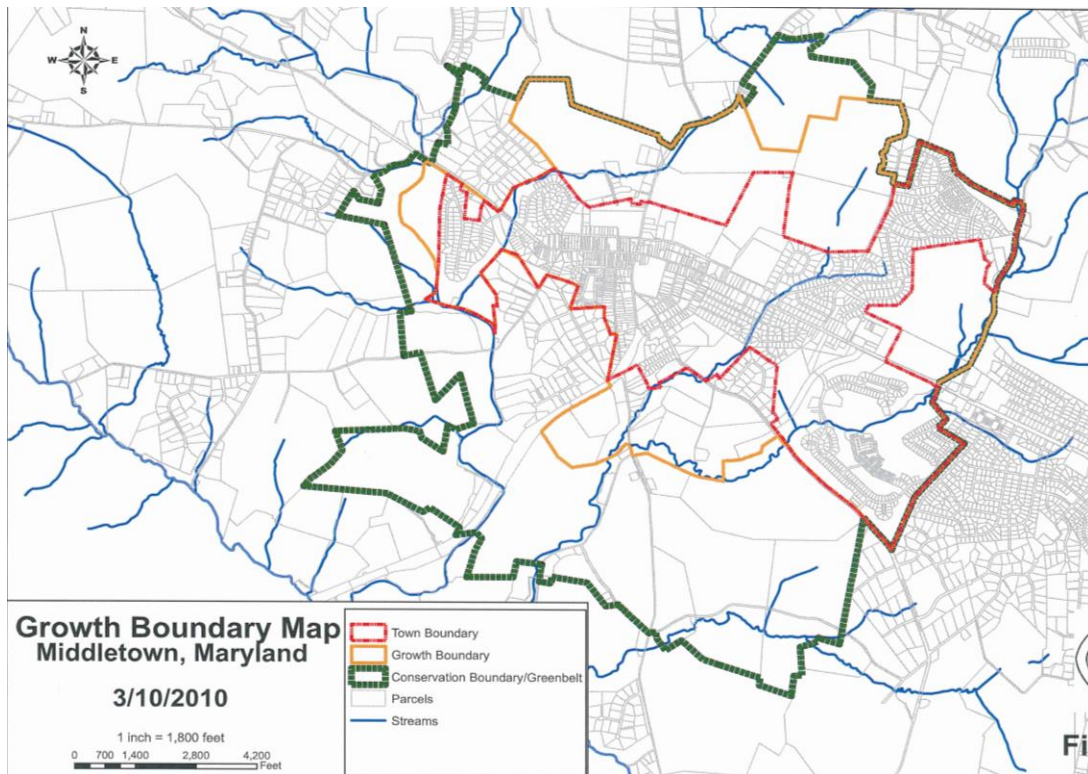 N
W E
S
Growth Boundary Map
Middletown, Maryland
3/10/2010
1 inch = 1,800 feet
0 700 1,400 2,800 4,200
Feet
Town Boundary
Growth Boundary
Conservation Boundary/Greenbelt
Parcels
Streams
Fi